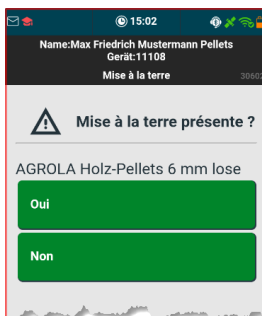 15:02
Name:Max Friedrich Mustermann Pellets
Gerät:11108
Mise à la terre
30602
Mise à la terre présente ?
AGROLA Holz-Pellets 6 mm lose
Oui
Non